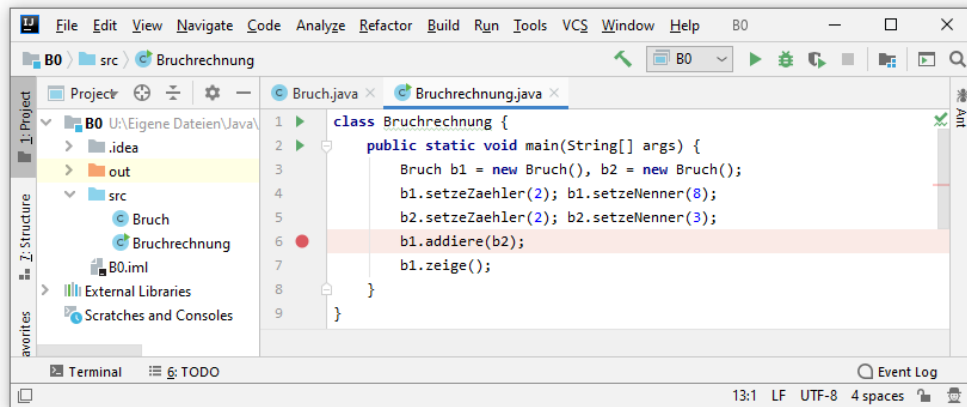 File Edit View Navigate Code Analyze Refactor Build Run Tools VCS Window Help B0
B0 src Bruchrechnung B0
1: Project
7: Structure
avorites
Project
B0 U:\Eigene Dateien\Java\
.idea
out
src
Bruch
Bruchrechnung
B0.iml
External Libraries
Scratches and Consoles
Bruch.java × Bruchrechnung.java ×
1 class Bruchrechnung {
2 public static void main(String[] args) {
3 Bruch b1 = new Bruch(), b2 = new Bruch();
4 b1.setzeZaehler(2); b1.setzeNenner(8);
5 b2.setzeZaehler(2); b2.setzeNenner(3);
6 b1.addiere(b2);
7 b1.zeige();
8 }
9 }
Ant
Terminal 6: TODO Event Log
13:1 LF UTF-8 4 spaces